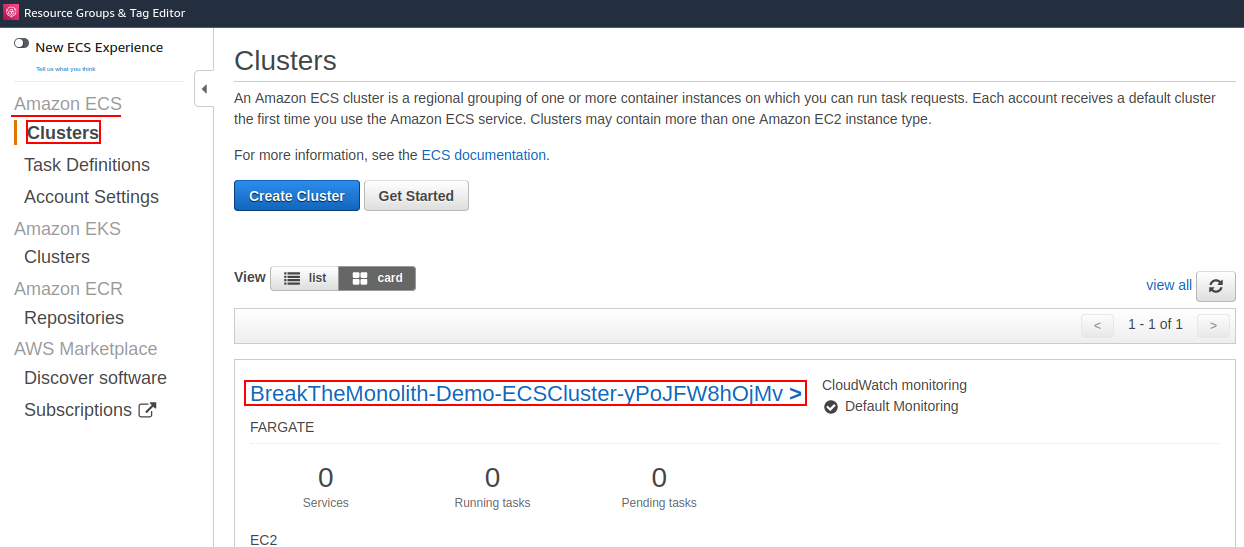 Resource Groups & Tag Editor
New ECS Experience
Tell us what you think
Amazon ECS
Clusters
Task Definitions
Account Settings
Amazon EKS
Clusters
Amazon ECR
Repositories
AWS Marketplace
Discover software
Subscriptions
Clusters
An Amazon ECS cluster is a regional grouping of one or more container instances on which you can run task requests. Each account receives a default cluster
the first time you use the Amazon ECS service. Clusters may contain more than one Amazon EC2 instance type.
For more information, see the ECS documentation.
Create Cluster Get Started
View list card
view all
< 1 - 1 of 1 >
BreakTheMonolith-Demo-ECSCluster-yPoJFW8hOjMv >
CloudWatch monitoring
Default Monitoring
FARGATE
0 0 0
Services Running tasks Pending tasks
EC2